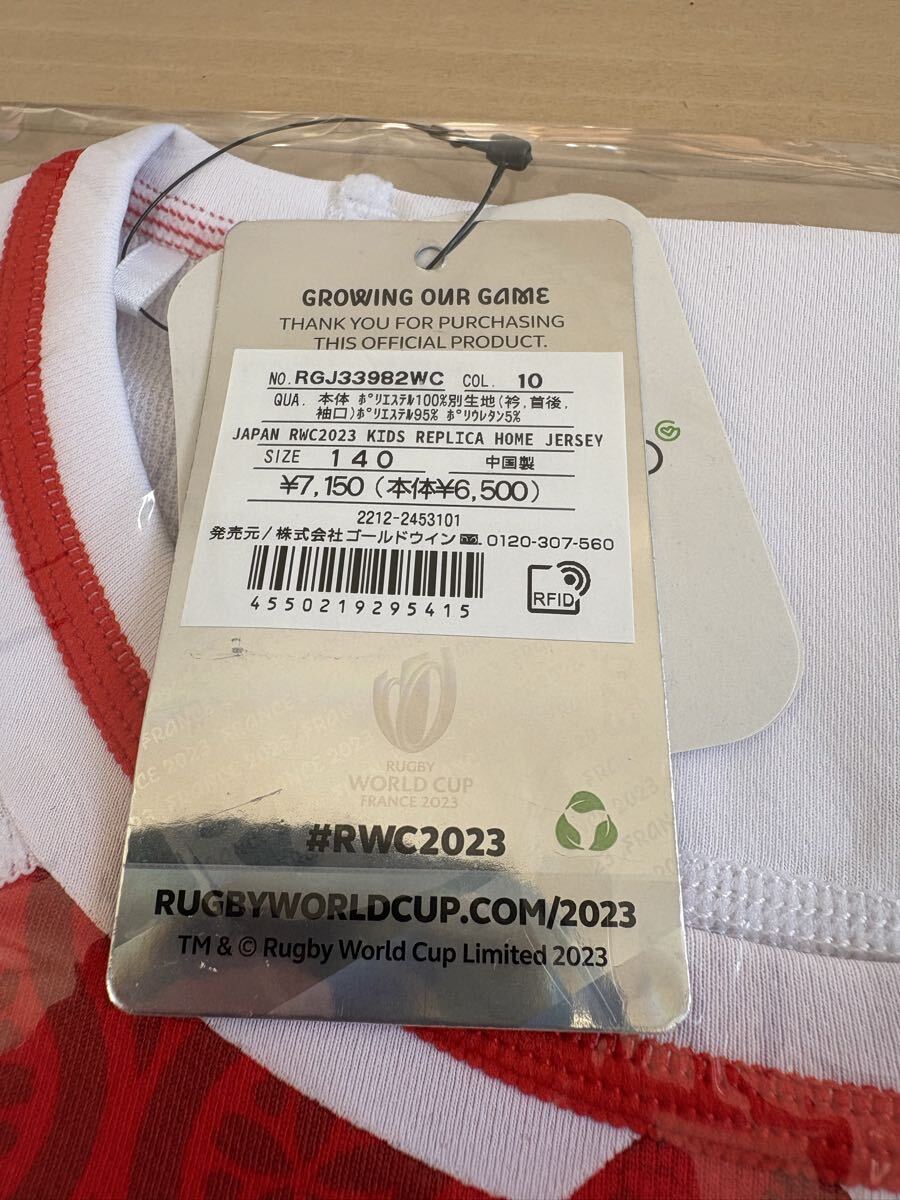 GROWING OUR GAME
THANK YOU FOR PURCHASING
THIS OFFICIAL PRODUCT.
NO. RGJ33982WC COL. 10
QUA. 本体 ﾎﾟﾘｴｽﾃﾙ100%別生地(衿,首後,
袖口)ﾎﾟﾘｴｽﾃﾙ95% ﾎﾟﾘｳﾚﾀﾝ5%
JAPAN RWC2023 KIDS REPLICA HOME JERSEY
SIZE 140 中国製
¥7,150 (本体¥6,500)
2212-2453101
発売元/株式会社ゴールドウイン 0120-307-560
4550219295415
RFID
RUGBY
WORLD CUP
FRANCE 2023
#RWC2023
RUGBYWORLDCUP.COM/2023
TM & © Rugby World Cup Limited 2023